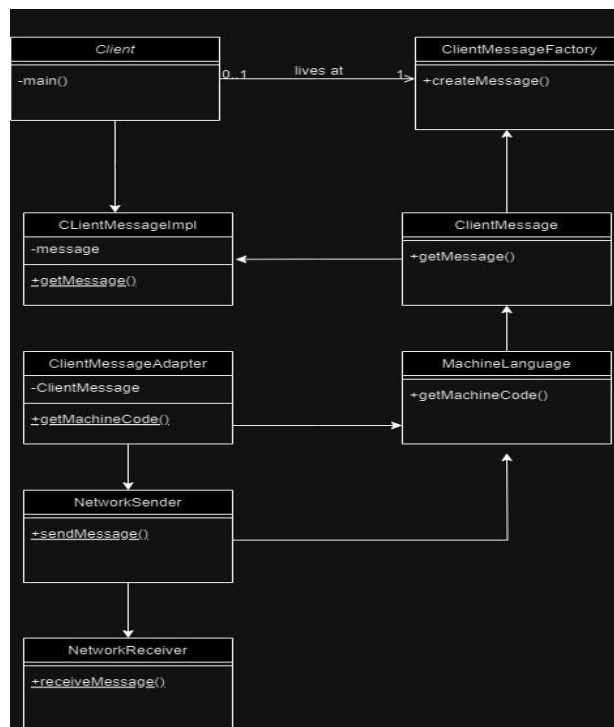 Client
-main()
0..1
lives at
1
ClientMessageFactory
+createMessage()
CLientMessageImpl
-message
+getMessage()
ClientMessage
+getMessage()
ClientMessageAdapter
-ClientMessage
+getMachineCode()
MachineLanguage
+getMachineCode()
NetworkSender
+sendMessage()
NetworkReceiver
+receiveMessage()